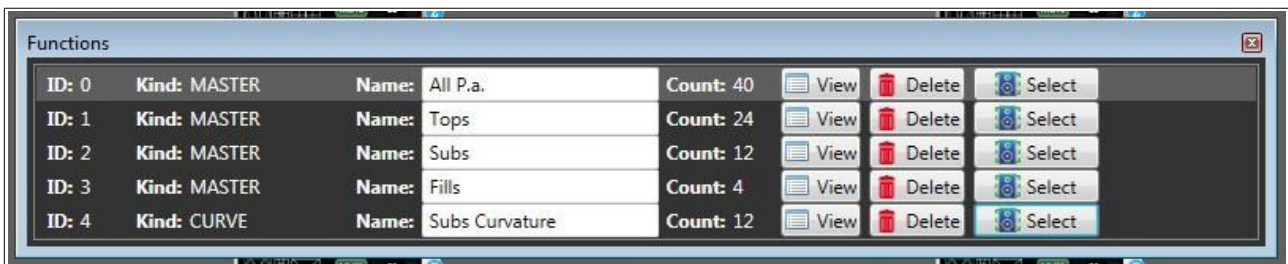 Functions
ID: 0 Kind: MASTER Name: All P.a. Count: 40 View Delete Select
ID: 1 Kind: MASTER Name: Tops Count: 24 View Delete Select
ID: 2 Kind: MASTER Name: Subs Count: 12 View Delete Select
ID: 3 Kind: MASTER Name: Fills Count: 4 View Delete Select
ID: 4 Kind: CURVE Name: Subs Curvature Count: 12 View Delete Select